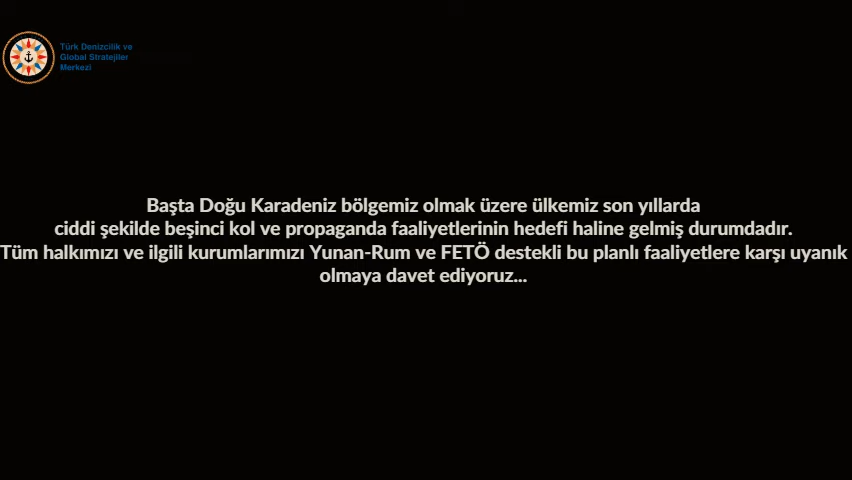 Türk Denizcilik ve
Global Stratejiler
Merkezi
Başta Doğu Karadeniz bölgemiz olmak üzere ülkemiz son yıllarda
ciddi şekilde beşinci kol ve propaganda faaliyetlerinin hedefi haline gelmiş durumdadır.
Tüm halkımızı ve ilgili kurumlarımızı Yunan-Rum ve FETÖ destekli bu planlı faaliyetlere karşı uyanık
olmaya davet ediyoruz...